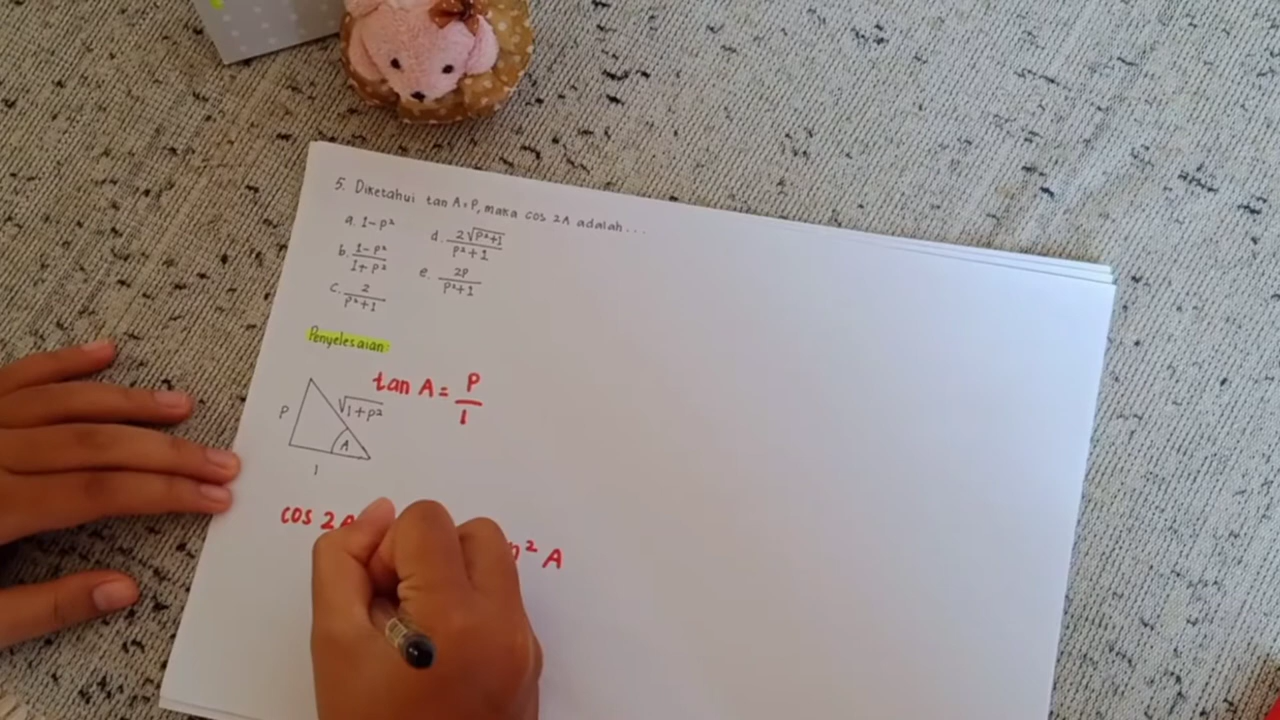 5. Diketahui tan A=P, maka cos 2A adalah...
a. 1-p²
b. 1-p² / 1+p²
c. 2 / p²+1
d. 2√p²+1 / p²+1
e. 2p / p²+1
Penyelesaian:
tan A = P / 1
P
√1+p²
A
1
cos 2A
² A